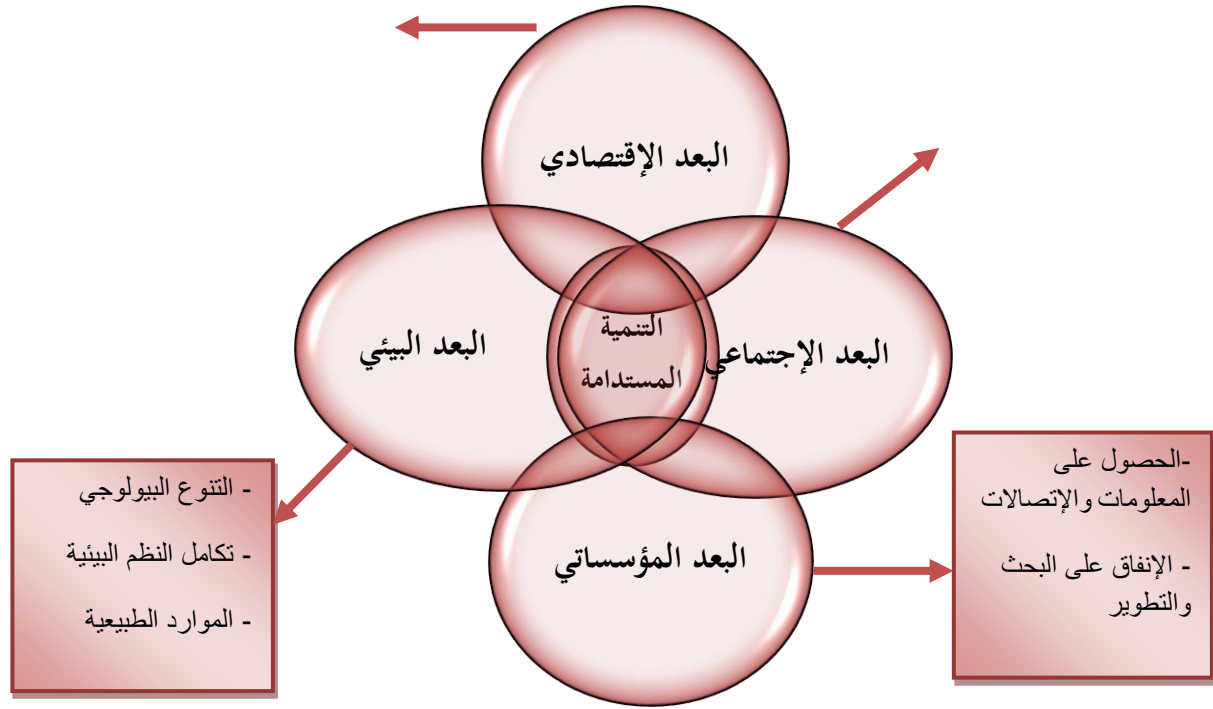 البعد الإقتصادي
البعد الإجتماعي
التنمية
المستدامة
البعد البيئي
البعد المؤسساتي
-الحصول على
المعلومات والإتصالات
- الإنفاق على البحث
والتطوير
- التنوع البيولوجي
- تكامل النظم البيئية
- الموارد الطبيعية